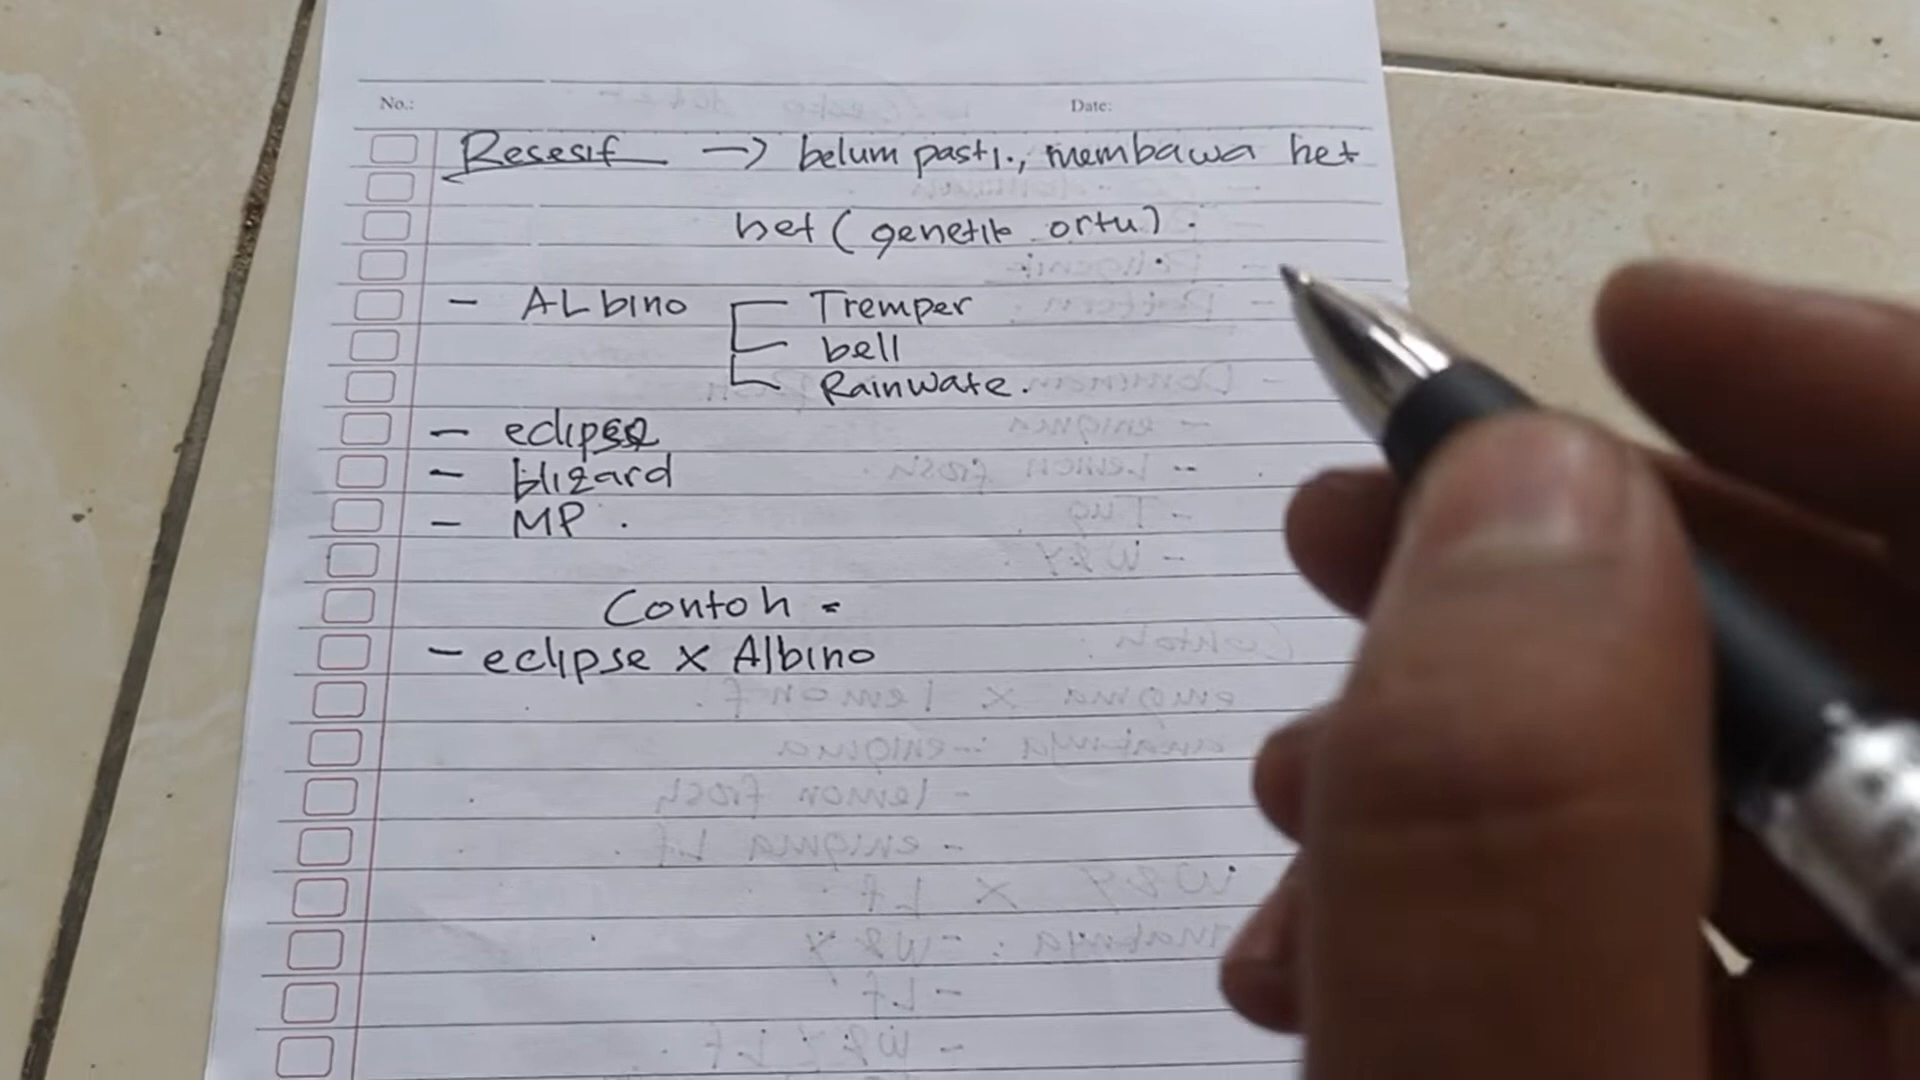 No.: Date:
Resesif → belum pasti., membawa het
het (genetik ortu).
- ALbino Tremper
bell
Rainwate.
- eclipse
- blizard
- MP.
Contoh =
- eclipse x Albino